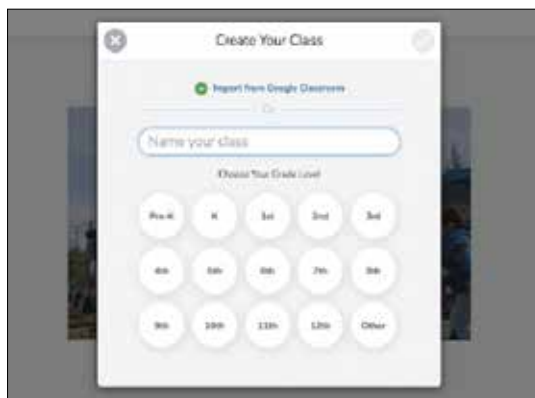 Create Your Class
Import from Google Classroom
Or
Name your class
Choose Your Grade Level
Pre-K K 1st 2nd 3rd
4th 5th 6th 7th 8th
9th 10th 11th 12th Other